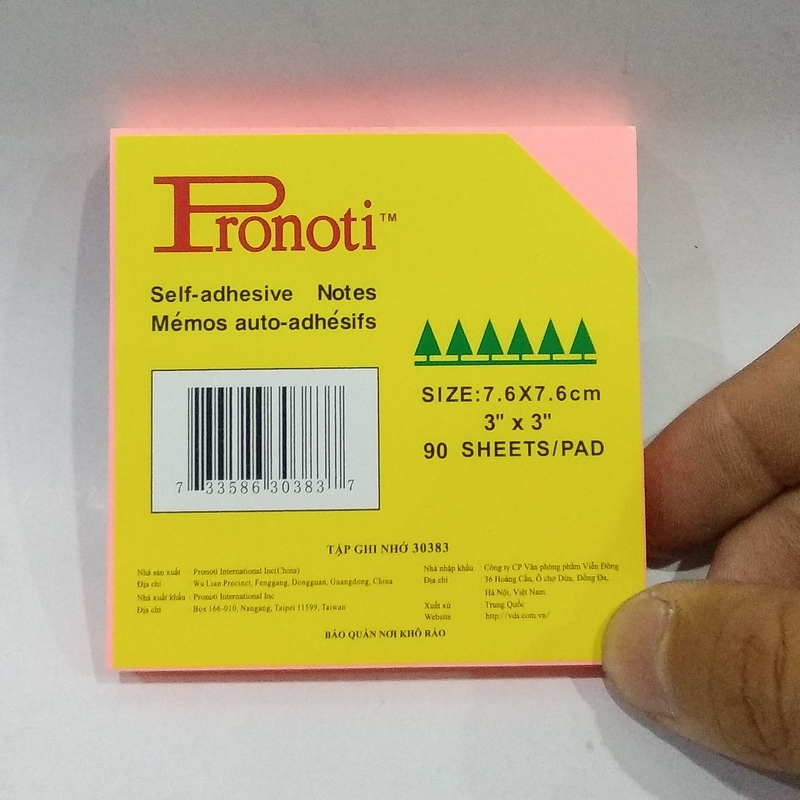 Pronoti™
Self-adhesive Notes
Mémos auto-adhésifs
SIZE:7.6X7.6cm
3" x 3"
90 SHEETS/PAD
7 33586 30383 7
TẬP GHI NHỚ 30383
Nhà sản xuất : Pronoti International Inc(China)
Địa chỉ : Wu Lian Precinct, Fenggang, Dongguan, Guangdong, China
Nhà xuất khẩu : Pronoti International Inc
Địa chỉ : Box 166-010, Nangang, Taipei 11599, Taiwan
Nhà nhập khẩu : Công ty CP Văn phòng phẩm Viễn Đông
Địa chỉ : 36 Hoàng Cầu, Ô chợ Dừa, Đống Đa,
Hà Nội, Việt Nam
Xuất xứ : Trung Quốc
Website : http://vds.com.vn/
BẢO QUẢN NƠI KHÔ RÁO